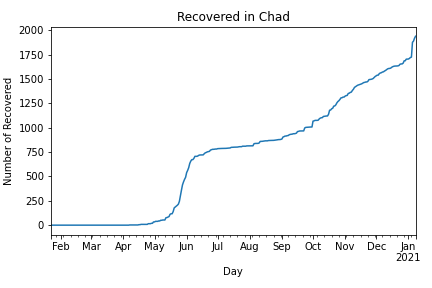 Recovered in Chad
Number of Recovered
2000
1750
1500
1250
1000
750
500
250
0
Feb Mar Apr May Jun Jul Aug Sep Oct Nov Dec Jan
2021
Day